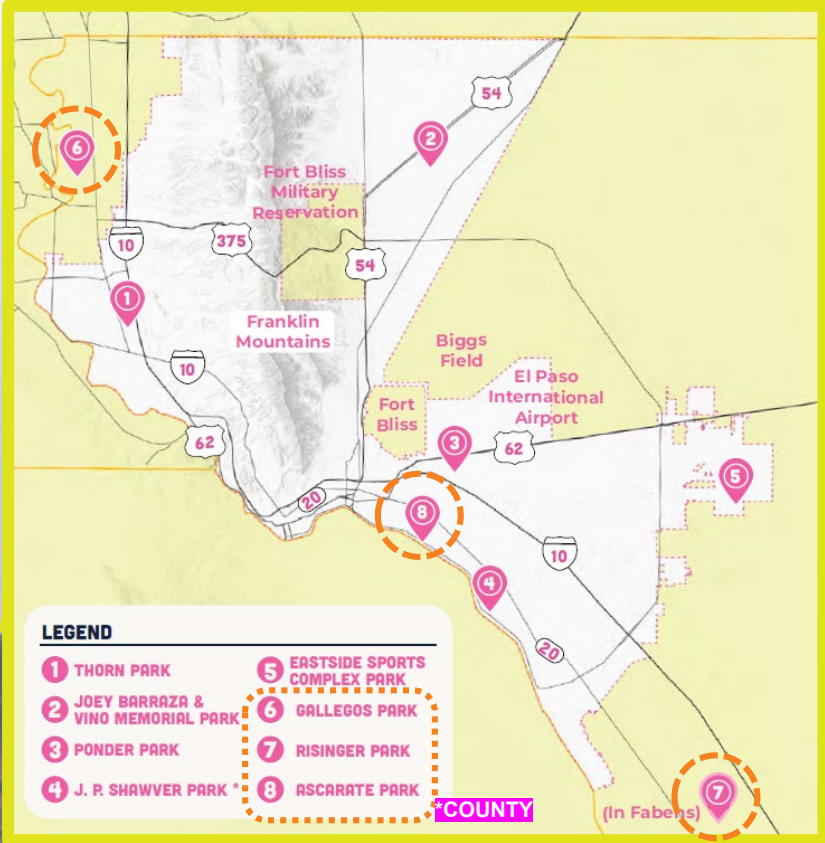 54
2
6
Fort Bliss
Military
Reservation
10
375
54
1
Franklin
Mountains
Biggs
Field
10
El Paso
International
Airport
Fort
Bliss
62
3
62
5
20
8
10
4
20
LEGEND
1 THORN PARK
2 JOEY BARRAZA &
VINO MEMORIAL PARK
3 PONDER PARK
4 J. P. SHAWVER PARK *
5 EASTSIDE SPORTS
COMPLEX PARK
6 GALLEGOS PARK
7 RISINGER PARK
8 ASCARATE PARK
*COUNTY
7
(In Fabens)